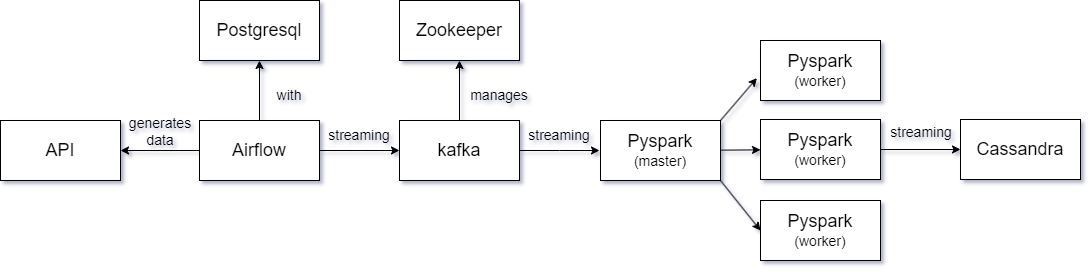 Postgresql
Zookeeper
with
manages
API
generates
data
Airflow
streaming
kafka
streaming
Pyspark
(master)
Pyspark
(worker)
Pyspark
(worker)
Pyspark
(worker)
streaming
Cassandra